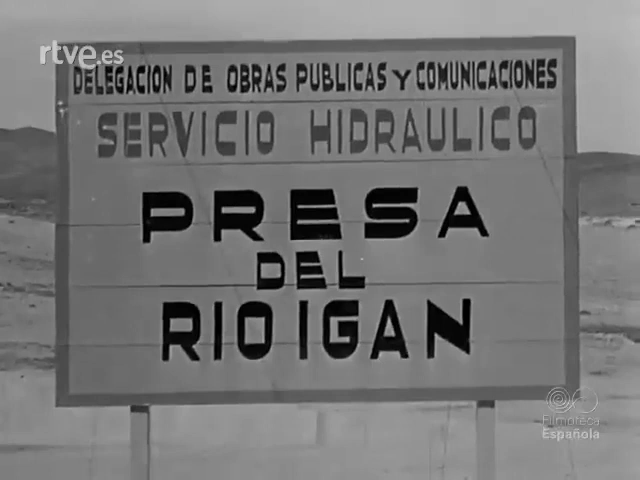 rtve.es
DELEGACION DE OBRAS PUBLICAS Y COMUNICACIONES
SERVICIO HIDRAULICO
PRESA
DEL
RIO IGAN
Filmoteca
Española